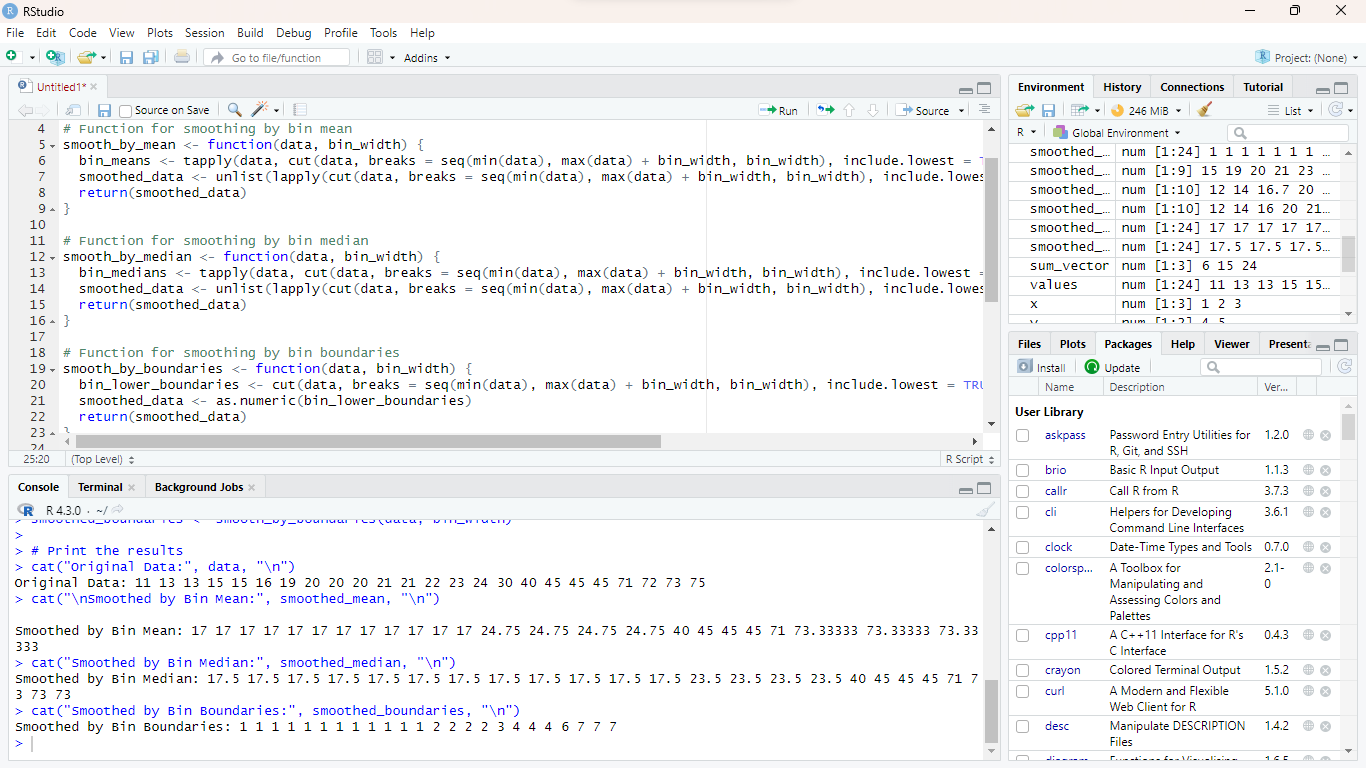 RStudio
File Edit Code View Plots Session Build Debug Profile Tools Help
Go to file/function Addins Project: (None)
Untitled1*
Source on Save Run Source
4 # Function for smoothing by bin mean
5 smooth_by_mean <- function(data, bin_width) {
6 bin_means <- tapply(data, cut(data, breaks = seq(min(data), max(data) + bin_width, bin_width), include.lowest =
7 smoothed_data <- unlist(lapply(cut(data, breaks = seq(min(data), max(data) + bin_width, bin_width), include.lowes
8 return(smoothed_data)
9 }
10
11 # Function for smoothing by bin median
12 smooth_by_median <- function(data, bin_width) {
13 bin_medians <- tapply(data, cut(data, breaks = seq(min(data), max(data) + bin_width, bin_width), include.lowest =
14 smoothed_data <- unlist(lapply(cut(data, breaks = seq(min(data), max(data) + bin_width, bin_width), include.lowes
15 return(smoothed_data)
16 }
17
18 # Function for smoothing by bin boundaries
19 smooth_by_boundaries <- function(data, bin_width) {
20 bin_lower_boundaries <- cut(data, breaks = seq(min(data), max(data) + bin_width, bin_width), include.lowest = TRU
21 smoothed_data <- as.numeric(bin_lower_boundaries)
22 return(smoothed_data)
23 }
24
25:20 (Top Level) R Script
Console Terminal Background Jobs
R 4.3.0 · ~/
> smoothed_boundaries <- smooth_by_boundaries(data, bin_width)
>
> # Print the results
> cat("Original Data:", data, "\n")
Original Data: 11 13 13 15 15 16 19 20 20 20 21 21 22 23 24 30 40 45 45 45 71 72 73 75
> cat("\nSmoothed by Bin Mean:", smoothed_mean, "\n")
Smoothed by Bin Mean: 17 17 17 17 17 17 17 17 17 17 17 17 24.75 24.75 24.75 24.75 40 45 45 45 71 73.33333 73.33333 73.33
333
> cat("Smoothed by Bin Median:", smoothed_median, "\n")
Smoothed by Bin Median: 17.5 17.5 17.5 17.5 17.5 17.5 17.5 17.5 17.5 17.5 17.5 17.5 23.5 23.5 23.5 23.5 40 45 45 45 71 7
3 73 73
> cat("Smoothed by Bin Boundaries:", smoothed_boundaries, "\n")
Smoothed by Bin Boundaries: 1 1 1 1 1 1 1 1 1 1 1 1 2 2 2 2 3 4 4 4 6 7 7 7
>
Environment History Connections Tutorial
246 MiB List
R Global Environment
smoothed_… num [1:24] 1 1 1 1 1 1 1 …
smoothed_… num [1:9] 15 19 20 21 23 …
smoothed_… num [1:10] 12 14 16.7 20 …
smoothed_… num [1:10] 12 14 16 20 21…
smoothed_… num [1:24] 17 17 17 17 17…
smoothed_… num [1:24] 17.5 17.5 17.5…
sum_vector num [1:3] 6 15 24
values num [1:24] 11 13 13 15 15…
x num [1:3] 1 2 3
y num [1:2] 4 5
Files Plots Packages Help Viewer Present
Install Update
Name Description Ver...
User Library
askpass Password Entry Utilities for R, Git, and SSH 1.2.0
brio Basic R Input Output 1.1.3
callr Call R from R 3.7.3
cli Helpers for Developing Command Line Interfaces 3.6.1
clock Date-Time Types and Tools 0.7.0
colorsp... A Toolbox for Manipulating and Assessing Colors and Palettes 2.1-0
cpp11 A C++11 Interface for R's C Interface 0.4.3
crayon Colored Terminal Output 1.5.2
curl A Modern and Flexible Web Client for R 5.1.0
desc Manipulate DESCRIPTION Files 1.4.2
diagram Functions for Visualising 1.6.5